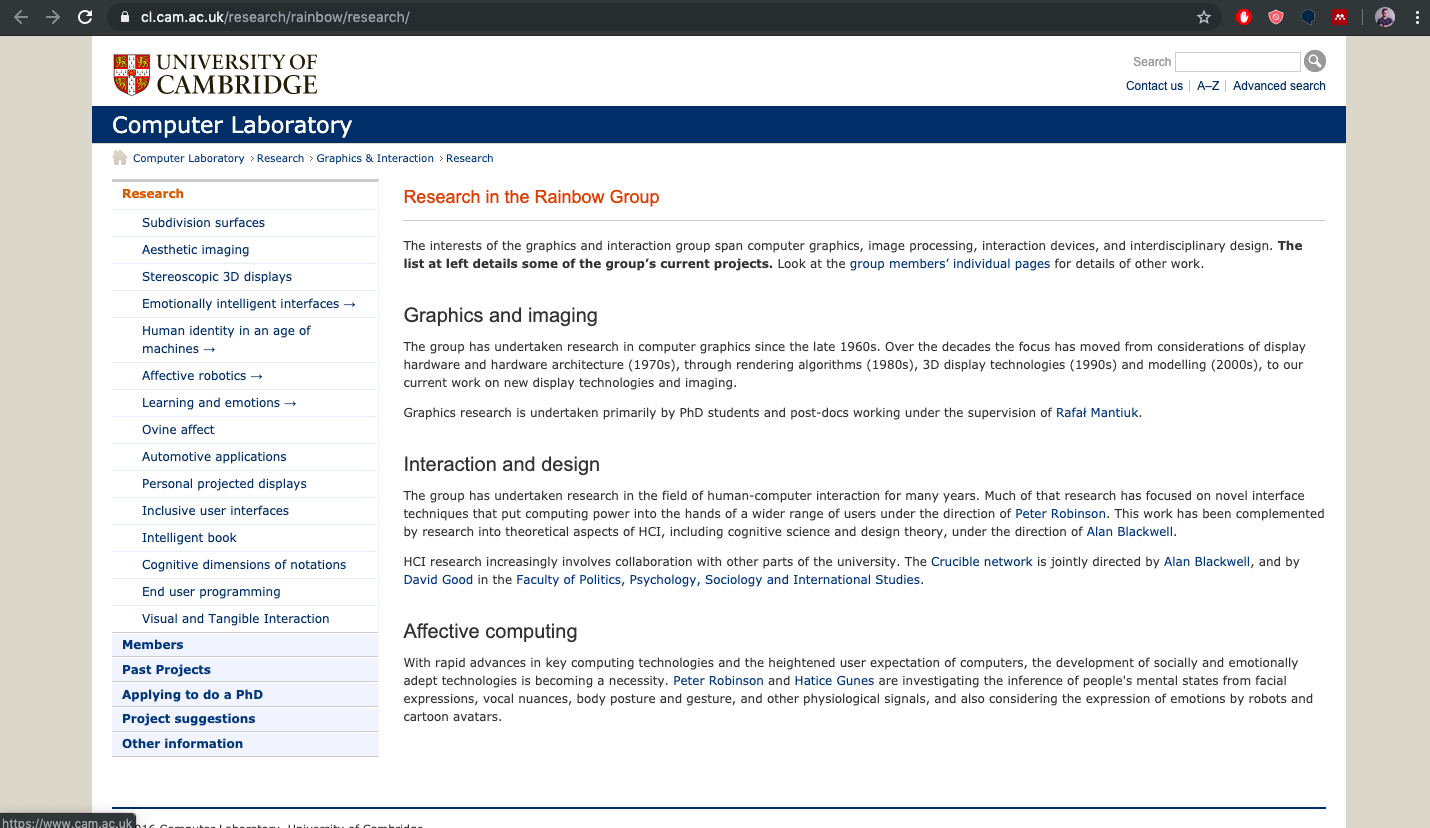 cl.cam.ac.uk/research/rainbow/research/
UNIVERSITY OF
CAMBRIDGE
Search
Contact us
A–Z
Advanced search
Computer Laboratory
Computer Laboratory › Research › Graphics & Interaction › Research
Research
Subdivision surfaces
Aesthetic imaging
Stereoscopic 3D displays
Emotionally intelligent interfaces →
Human identity in an age of
machines →
Affective robotics →
Learning and emotions →
Ovine affect
Automotive applications
Personal projected displays
Inclusive user interfaces
Intelligent book
Cognitive dimensions of notations
End user programming
Visual and Tangible Interaction
Members
Past Projects
Applying to do a PhD
Project suggestions
Other information
Research in the Rainbow Group
The interests of the graphics and interaction group span computer graphics, image processing, interaction devices, and interdisciplinary design. The
list at left details some of the group's current projects. Look at the group members' individual pages for details of other work.
Graphics and imaging
The group has undertaken research in computer graphics since the late 1960s. Over the decades the focus has moved from considerations of display
hardware and hardware architecture (1970s), through rendering algorithms (1980s), 3D display technologies (1990s) and modelling (2000s), to our
current work on new display technologies and imaging.
Graphics research is undertaken primarily by PhD students and post-docs working under the supervision of Rafał Mantiuk.
Interaction and design
The group has undertaken research in the field of human-computer interaction for many years. Much of that research has focused on novel interface
techniques that put computing power into the hands of a wider range of users under the direction of Peter Robinson. This work has been complemented
by research into theoretical aspects of HCI, including cognitive science and design theory, under the direction of Alan Blackwell.
HCI research increasingly involves collaboration with other parts of the university. The Crucible network is jointly directed by Alan Blackwell, and by
David Good in the Faculty of Politics, Psychology, Sociology and International Studies.
Affective computing
With rapid advances in key computing technologies and the heightened user expectation of computers, the development of socially and emotionally
adept technologies is becoming a necessity. Peter Robinson and Hatice Gunes are investigating the inference of people's mental states from facial
expressions, vocal nuances, body posture and gesture, and other physiological signals, and also considering the expression of emotions by robots and
cartoon avatars.
https://www.cam.ac.uk
16 Computer Laboratory, University of Cambridge